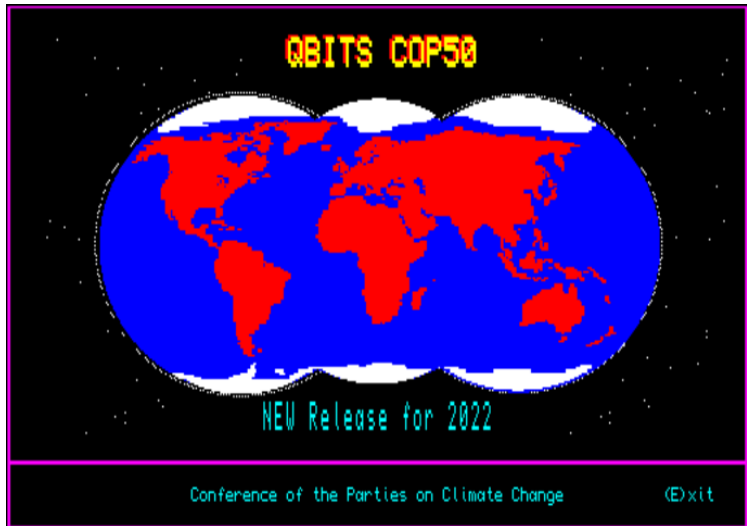 QBITS COP50
NEW Release for 2022
Conference of the Parties on Climate Change (E)xit